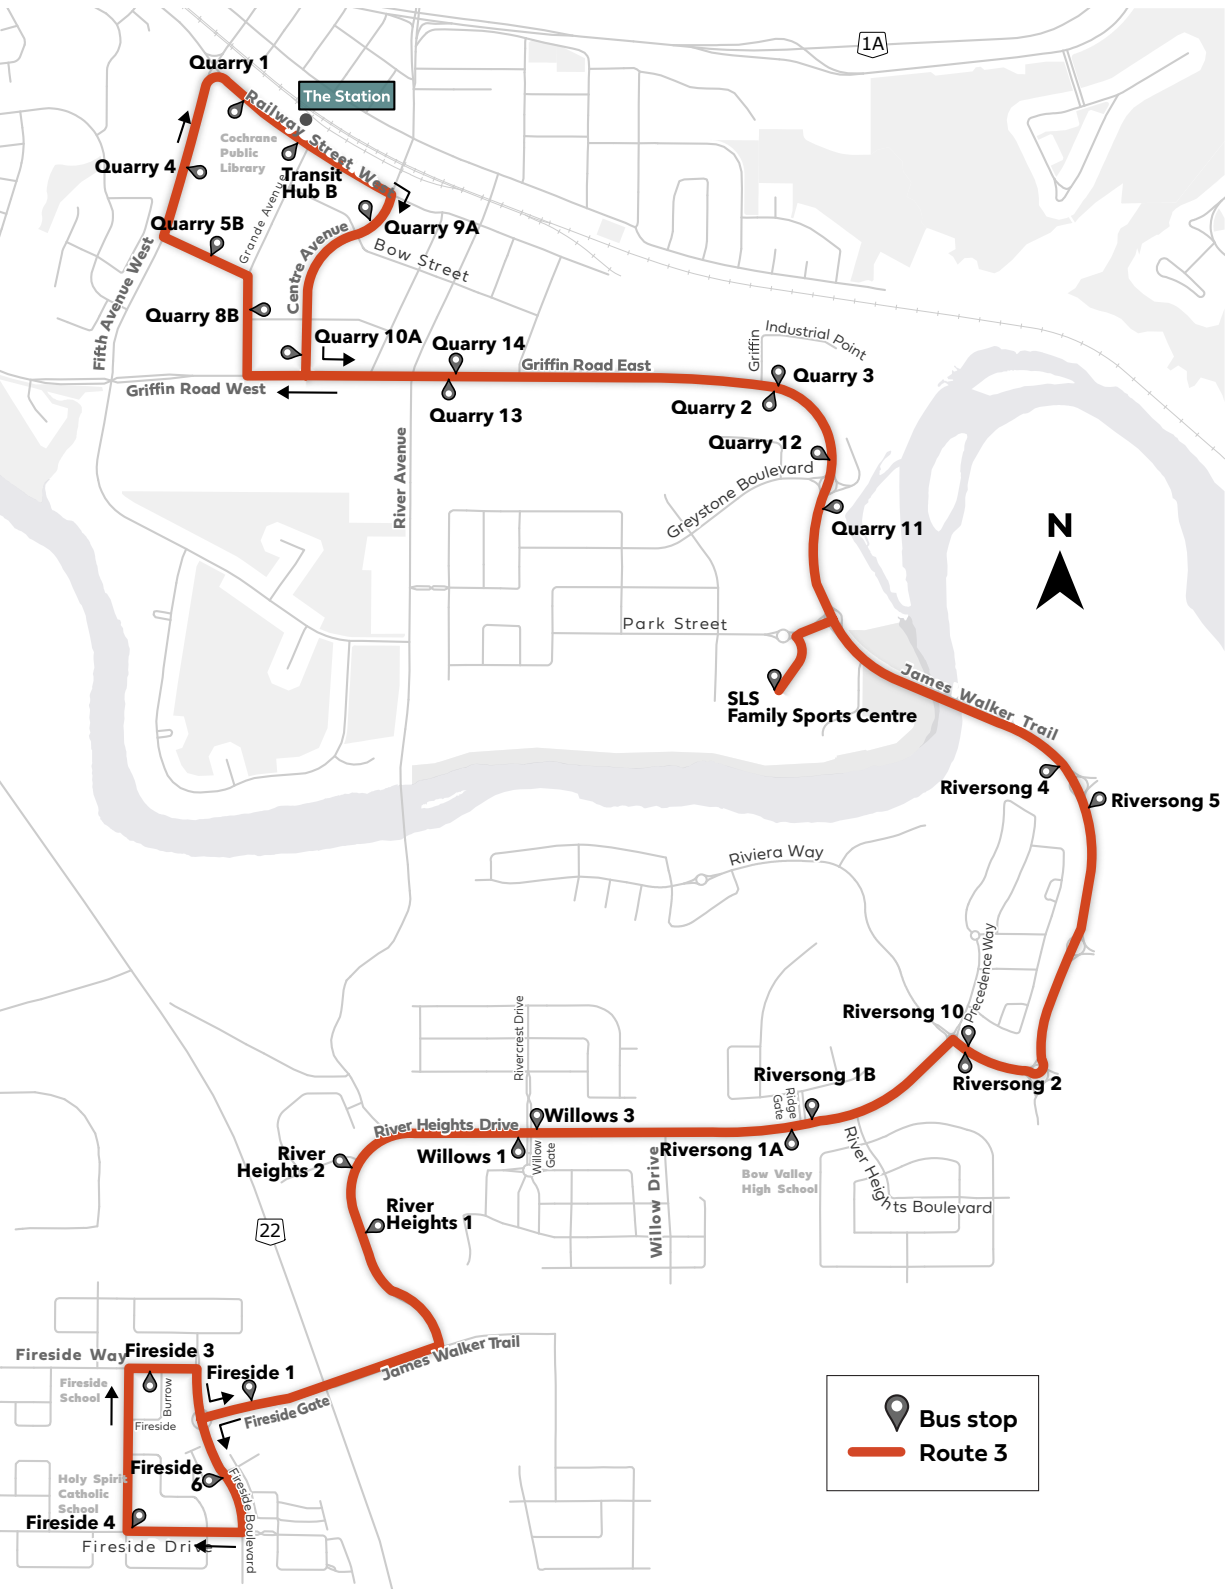 1A
Quarry 1
The Station
Railway Street West
Cochrane
Public
Library
Quarry 4
Transit
Hub B
Quarry 5B
Quarry 9A
Grande Avenue
Centre Avenue
Bow Street
Fifth Avenue West
Quarry 8B
Quarry 10A
Quarry 14
Griffin Road East
Griffin
Industrial Point
Quarry 3
Griffin Road West
Quarry 13
Quarry 2
Quarry 12
River Avenue
Greystone Boulevard
Quarry 11
N
Park Street
James Walker Trail
SLS
Family Sports Centre
Riversong 4
Riversong 5
Riviera Way
Precedence Way
Riversong 10
Rivercrest Drive
Riversong 2
Riversong 1B
Ridge
Gate
Willows 3
River Heights Drive
Willows 1
Willow
Gate
Riversong 1A
River
Heights 2
Bow Valley
High School
River Heights Boulevard
Willow Drive
River
Heights 1
22
James Walker Trail
Fireside Way
Fireside 3
Fireside 1
Fireside
School
Burrow
Fireside
Fireside Gate
Fireside
6
Holy Spirit
Catholic
School
Fireside Boulevard
Fireside 4
Fireside Drive
Bus stop
Route 3